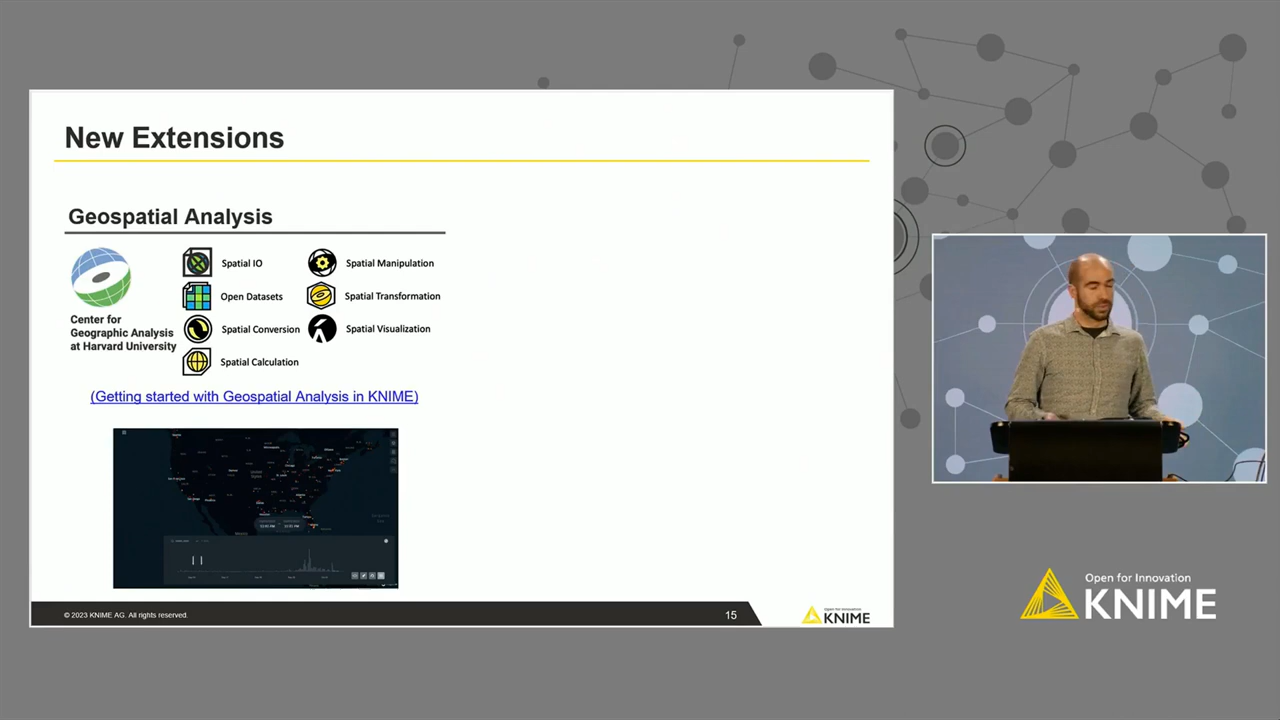 New Extensions
Geospatial Analysis
Center for
Geographic Analysis
at Harvard University
Spatial IO
Open Datasets
Spatial Conversion
Spatial Calculation
Spatial Manipulation
Spatial Transformation
Spatial Visualization
(Getting started with Geospatial Analysis in KNIME)
© 2023 KNIME AG. All rights reserved.
15
Open for Innovation
KNIME
Open for Innovation
KNIME